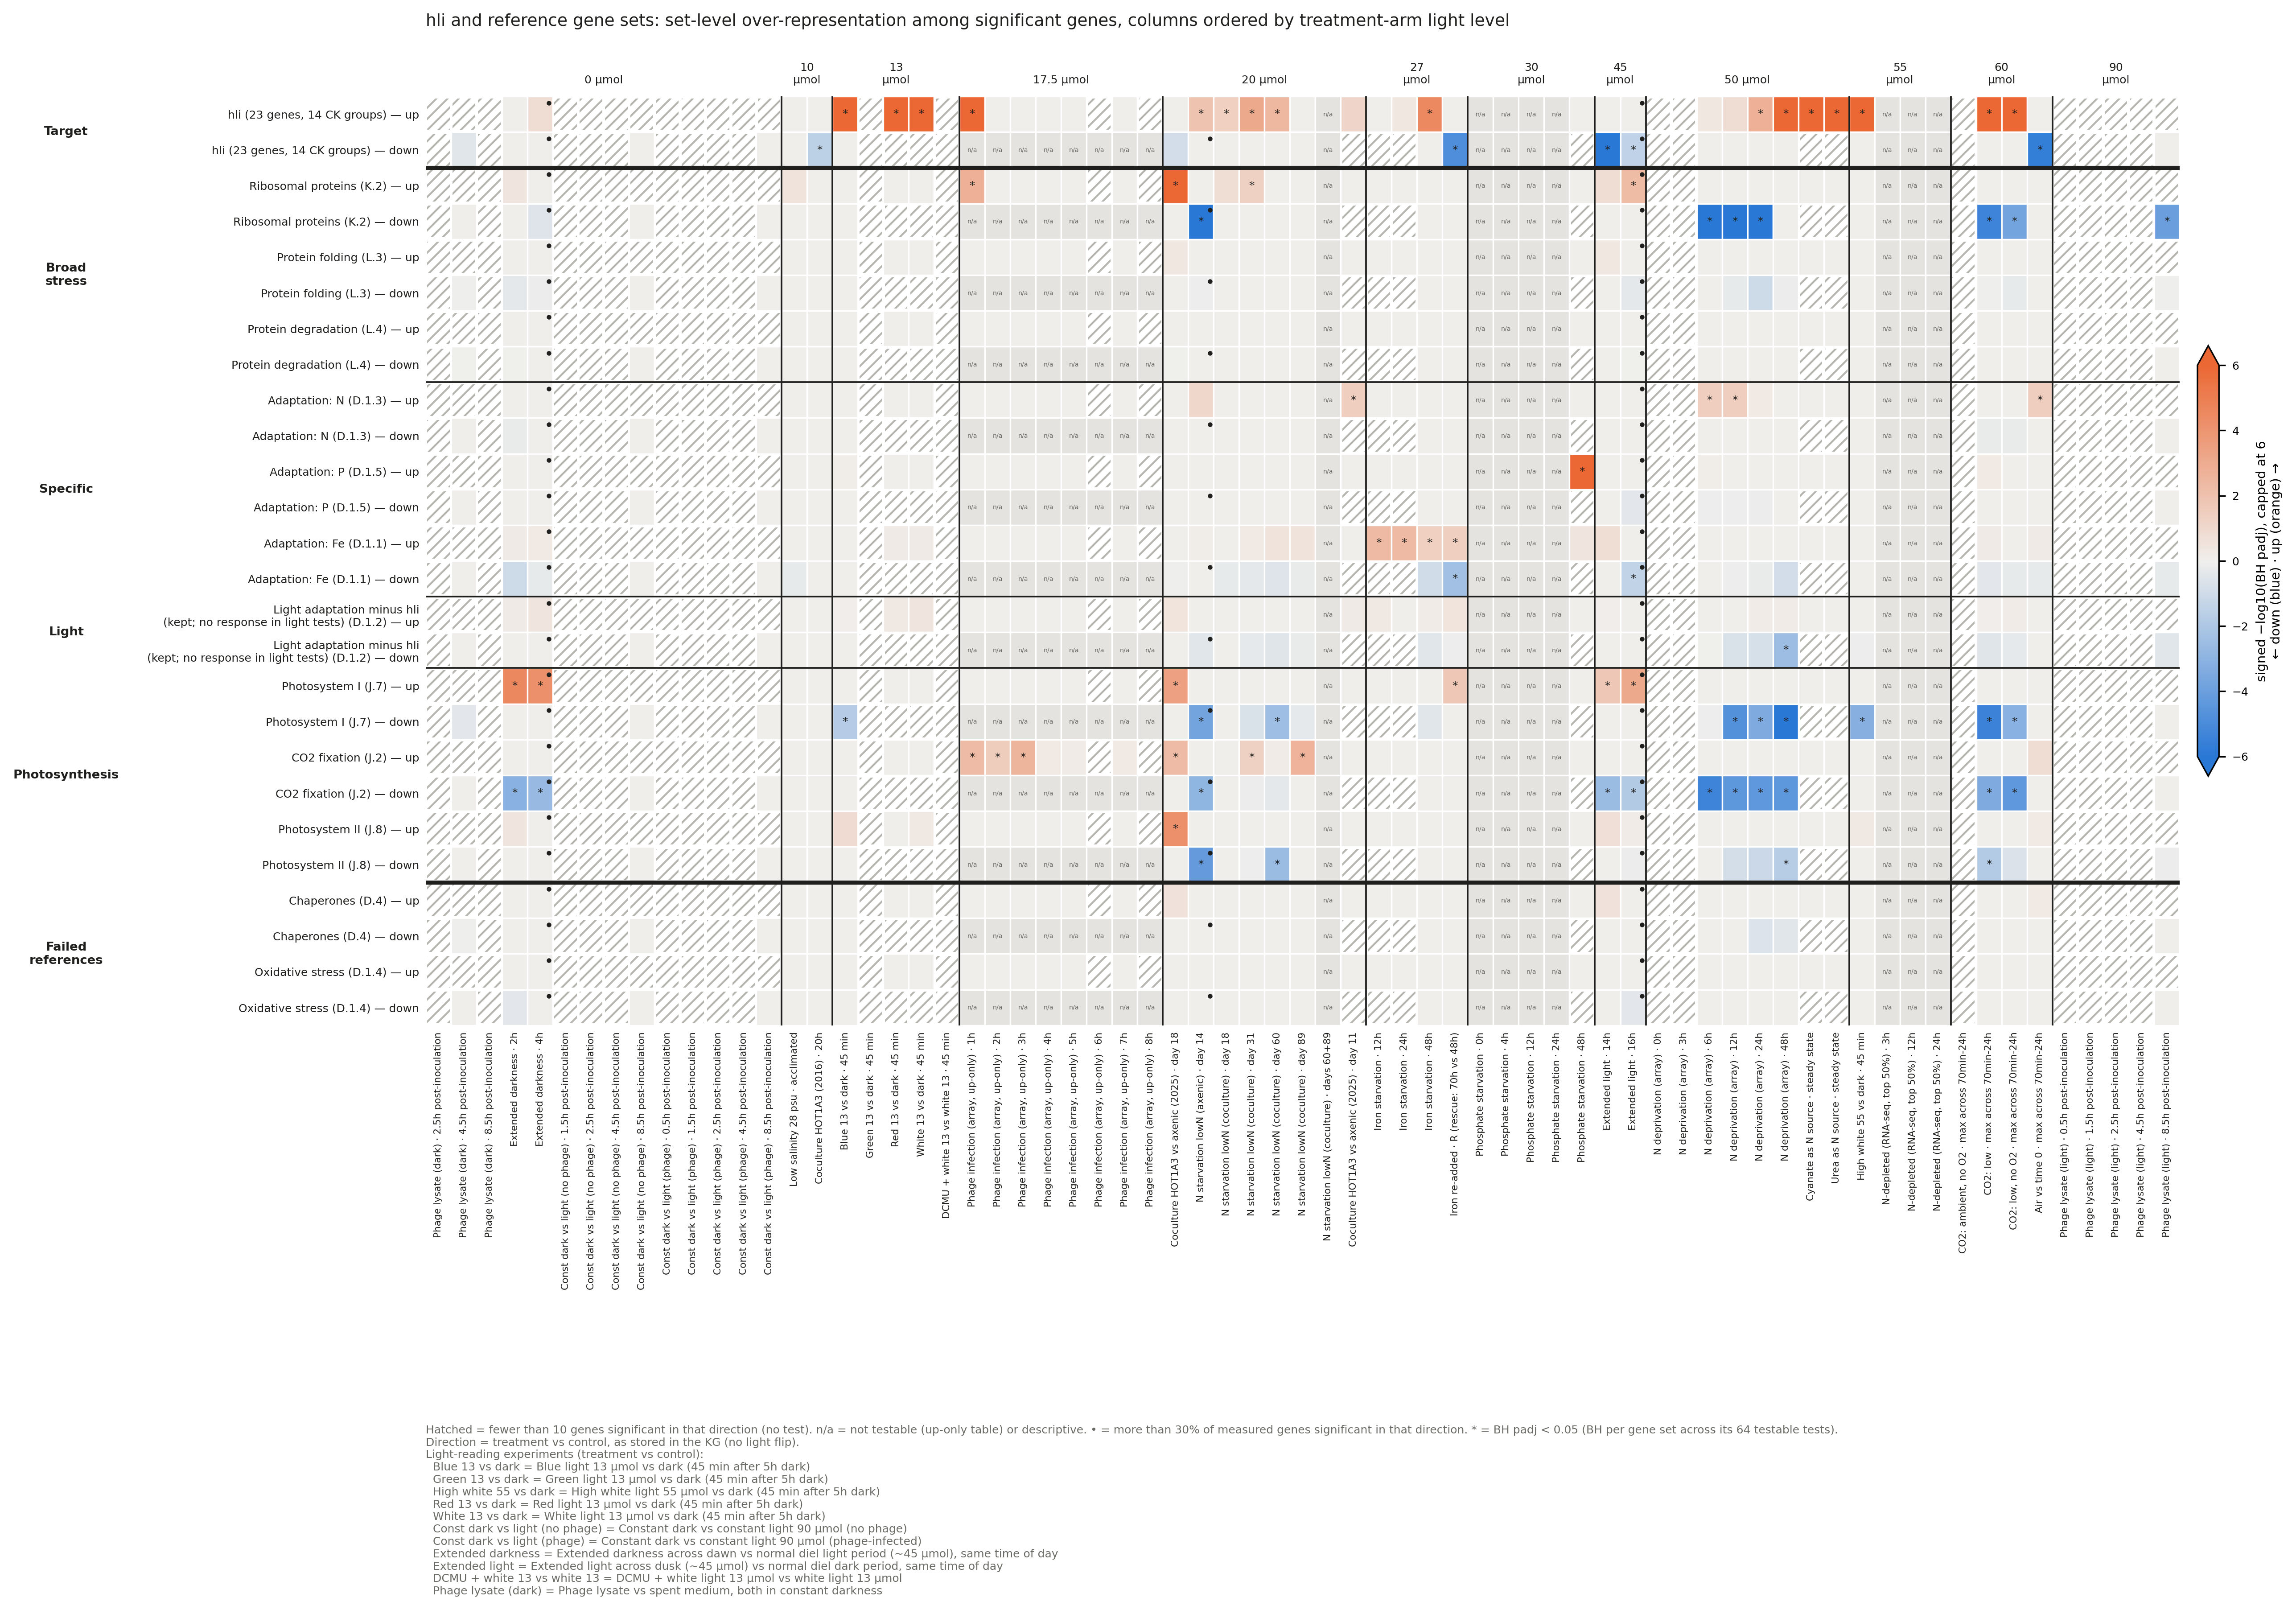 hli and reference gene sets: set-level over-representation among significant genes, columns ordered by treatment-arm light level
0 µmol
10
µmol
13
µmol
17.5 µmol
20 µmol
27
µmol
30
µmol
45
µmol
50 µmol
55
µmol
60
µmol
90
µmol
Target
hli (23 genes, 14 CK groups) — up
hli (23 genes, 14 CK groups) — down
Broad
stress
Ribosomal proteins (K.2) — up
Ribosomal proteins (K.2) — down
Protein folding (L.3) — up
Protein folding (L.3) — down
Protein degradation (L.4) — up
Protein degradation (L.4) — down
Specific
Adaptation: N (D.1.3) — up
Adaptation: N (D.1.3) — down
Adaptation: P (D.1.5) — up
Adaptation: P (D.1.5) — down
Adaptation: Fe (D.1.1) — up
Adaptation: Fe (D.1.1) — down
Light
Light adaptation minus hli
(kept; no response in light tests) (D.1.2) — up
Light adaptation minus hli
(kept; no response in light tests) (D.1.2) — down
Photosynthesis
Photosystem I (J.7) — up
Photosystem I (J.7) — down
CO2 fixation (J.2) — up
CO2 fixation (J.2) — down
Photosystem II (J.8) — up
Photosystem II (J.8) — down
Failed
references
Chaperones (D.4) — up
Chaperones (D.4) — down
Oxidative stress (D.1.4) — up
Oxidative stress (D.1.4) — down
6
4
2
0
−2
−4
−6
signed −log10(BH padj), capped at 6
← down (blue) · up (orange) →
Phage lysate (dark) · 2.5h post-inoculation
Phage lysate (dark) · 4.5h post-inoculation
Phage lysate (dark) · 8.5h post-inoculation
Extended darkness · 2h
Extended darkness · 4h
Const dark vs light (no phage) · 1.5h post-inoculation
Const dark vs light (no phage) · 2.5h post-inoculation
Const dark vs light (no phage) · 4.5h post-inoculation
Const dark vs light (no phage) · 8.5h post-inoculation
Const dark vs light (phage) · 0.5h post-inoculation
Const dark vs light (phage) · 1.5h post-inoculation
Const dark vs light (phage) · 2.5h post-inoculation
Const dark vs light (phage) · 4.5h post-inoculation
Const dark vs light (phage) · 8.5h post-inoculation
Low salinity 28 psu · acclimated
Coculture HOT1A3 (2016) · 20h
Blue 13 vs dark · 45 min
Green 13 vs dark · 45 min
Red 13 vs dark · 45 min
White 13 vs dark · 45 min
DCMU + white 13 vs white 13 · 45 min
Phage infection (array, up-only) · 1h
Phage infection (array, up-only) · 2h
Phage infection (array, up-only) · 3h
Phage infection (array, up-only) · 4h
Phage infection (array, up-only) · 5h
Phage infection (array, up-only) · 6h
Phage infection (array, up-only) · 7h
Phage infection (array, up-only) · 8h
Coculture HOT1A3 vs axenic (2025) · day 18
N starvation lowN (axenic) · day 14
N starvation lowN (coculture) · day 18
N starvation lowN (coculture) · day 31
N starvation lowN (coculture) · day 60
N starvation lowN (coculture) · day 89
N starvation lowN (coculture) · days 60+89
Coculture HOT1A3 vs axenic (2025) · day 11
Iron starvation · 12h
Iron starvation · 24h
Iron starvation · 48h
Iron re-added · R (rescue: 70h vs 48h)
Phosphate starvation · 0h
Phosphate starvation · 4h
Phosphate starvation · 12h
Phosphate starvation · 24h
Phosphate starvation · 48h
Extended light · 14h
Extended light · 16h
N deprivation (array) · 0h
N deprivation (array) · 3h
N deprivation (array) · 6h
N deprivation (array) · 12h
N deprivation (array) · 24h
N deprivation (array) · 48h
Cyanate as N source · steady state
Urea as N source · steady state
High white 55 vs dark · 45 min
N-depleted (RNA-seq, top 50%) · 3h
N-depleted (RNA-seq, top 50%) · 12h
N-depleted (RNA-seq, top 50%) · 24h
CO2: ambient, no O2 · max across 70min-24h
CO2: low · max across 70min-24h
CO2: low, no O2 · max across 70min-24h
Air vs time 0 · max across 70min-24h
Phage lysate (light) · 0.5h post-inoculation
Phage lysate (light) · 1.5h post-inoculation
Phage lysate (light) · 2.5h post-inoculation
Phage lysate (light) · 4.5h post-inoculation
Phage lysate (light) · 8.5h post-inoculation
Hatched = fewer than 10 genes significant in that direction (no test). n/a = not testable (up-only table) or descriptive. • = more than 30% of measured genes significant in that direction. * = BH padj < 0.05 (BH per gene set across its 64 testable tests).
Direction = treatment vs control, as stored in the KG (no light flip).
Light-reading experiments (treatment vs control):
Blue 13 vs dark = Blue light 13 µmol vs dark (45 min after 5h dark)
Green 13 vs dark = Green light 13 µmol vs dark (45 min after 5h dark)
High white 55 vs dark = High white light 55 µmol vs dark (45 min after 5h dark)
Red 13 vs dark = Red light 13 µmol vs dark (45 min after 5h dark)
White 13 vs dark = White light 13 µmol vs dark (45 min after 5h dark)
Const dark vs light (no phage) = Constant dark vs constant light 90 µmol (no phage)
Const dark vs light (phage) = Constant dark vs constant light 90 µmol (phage-infected)
Extended darkness = Extended darkness across dawn vs normal diel light period (~45 µmol), same time of day
Extended light = Extended light across dusk (~45 µmol) vs normal diel dark period, same time of day
DCMU + white 13 vs white 13 = DCMU + white light 13 µmol vs white light 13 µmol
Phage lysate (dark) = Phage lysate vs spent medium, both in constant darkness